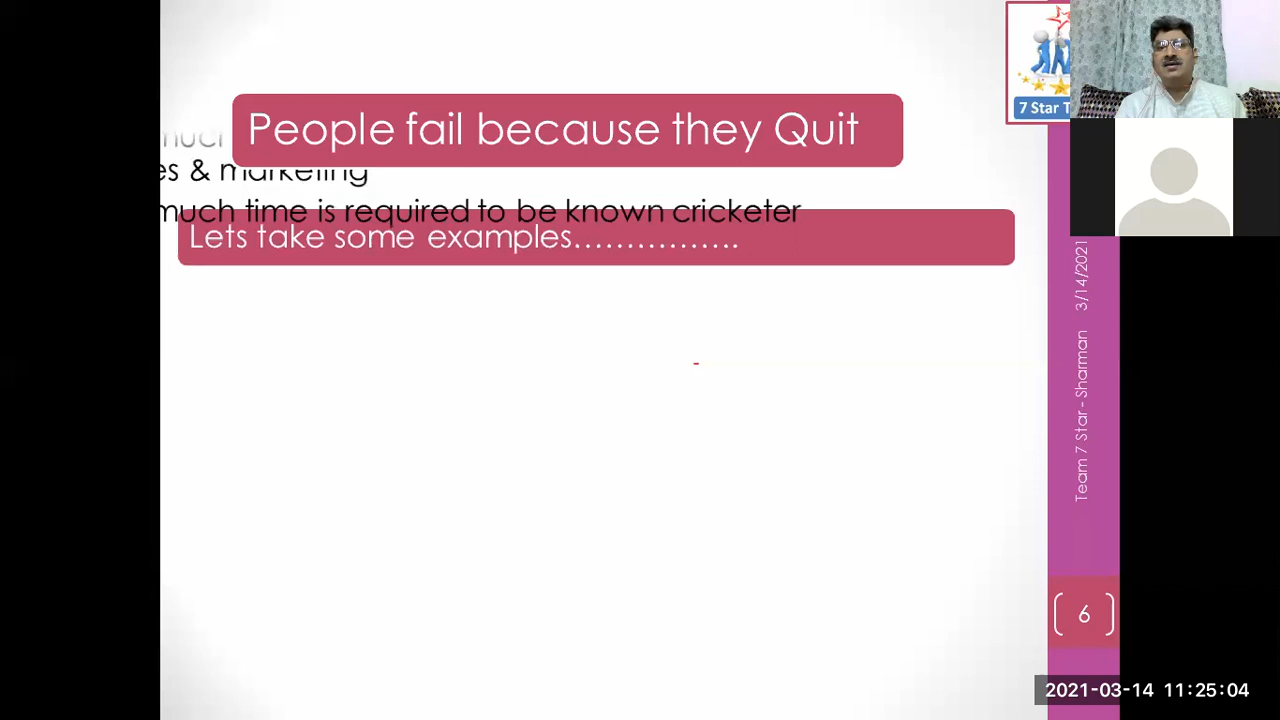 People fail because they Quit
& marketing
much time is required to be known cricketer
Lets take some examples................
7 Star
Team 7 Star - Sharman 3/14/2021
6
2021-03-14 11:25:04